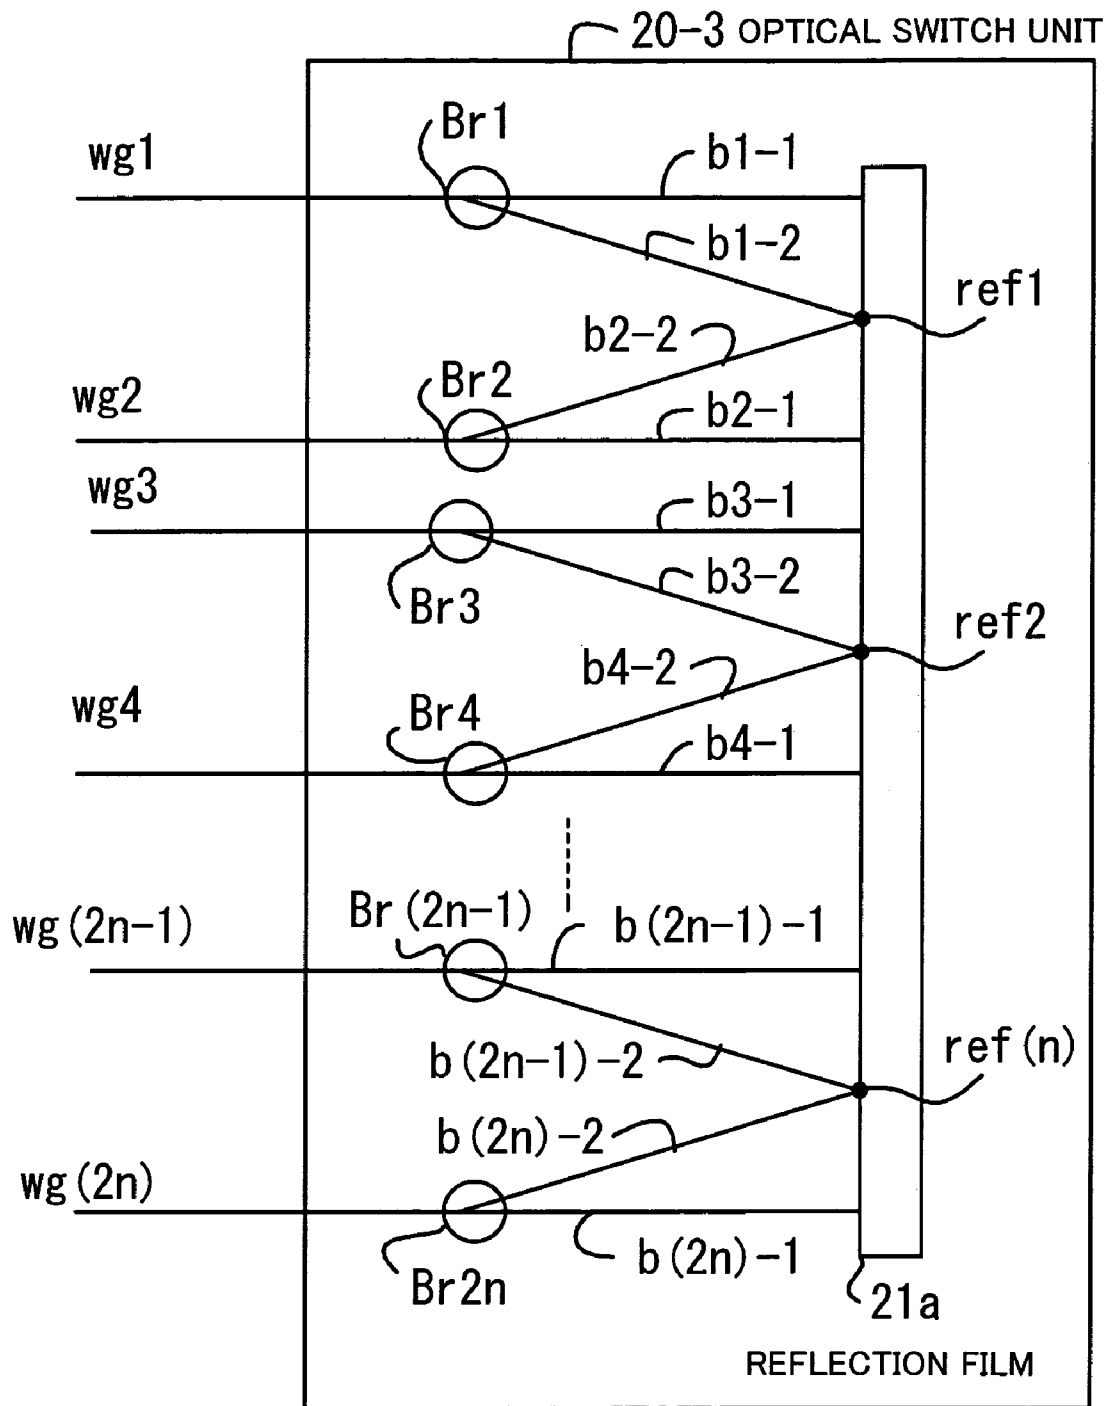 20-3 OPTICAL SWITCH UNIT
Br1
wg1
b1-1
b1-2
ref1
b2-2
Br2
wg2
b2-1
wg3
b3-1
b3-2
Br3
ref2
b4-2
wg4
Br4
b4-1
Br(2n-1)
wg(2n-1)
b(2n-1)-1
ref(n)
b(2n-1)-2
b(2n)-2
wg(2n)
b(2n)-1
Br2n
21a
REFLECTION FILM